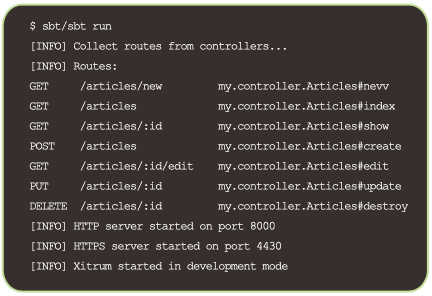 $ sbt/sbt run
[INFO] Collect routes from controllers...
[INFO] Routes:
GET /articles/new my.controller.Articles#nevv
GET /articles my.controller.Articles#index
GET /articles/:id my.controller.Articles#show
POST /articles my.controller.Articles#create
GET /articles/:id/edit my.controller.Articles#edit
PUT /articles/:id my.controller.Articles#update
DELETE /articles/:id my.controller.Articles#destroy
[INFO] HTTP server started on port 8000
[INFO] HTTPS server started on port 4430
[INFO] Xitrum started in development mode